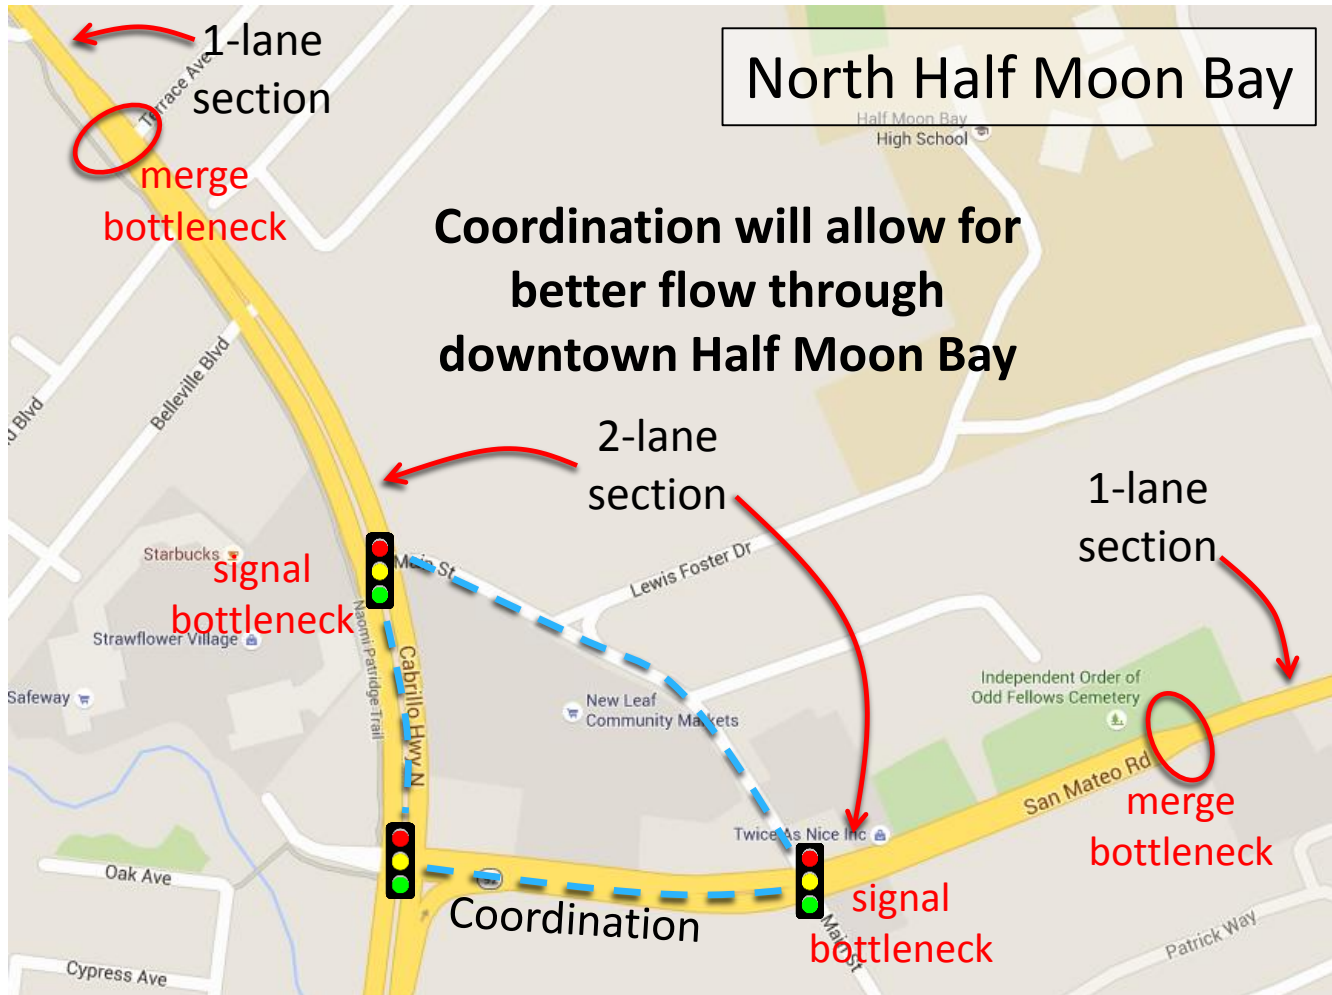 1-lane
section
North Half Moon Bay
Terrace Ave
Half Moon Bay
High School
merge
bottleneck
Coordination will allow for
better flow through
downtown Half Moon Bay
Belleville Blvd
Blvd
2-lane
section
1-lane
section
Starbucks
signal
bottleneck
Main St
Lewis Foster Dr
Strawflower Village
Naomi Patridge Trail
Cabrillo Hwy N
Safeway
New Leaf
Community Markets
Independent Order of
Odd Fellows Cemetery
San Mateo Rd
merge
bottleneck
Twice As Nice Inc
Oak Ave
92
Coordination
signal
bottleneck
Main St
Patrick Way
Cypress Ave